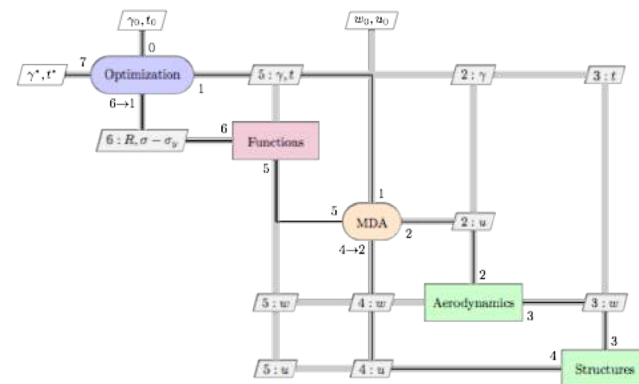 γ₀, t₀
w₀, u₀
0
γ*, t*
7
Optimization
1
5 : γ, t
2 : γ
3 : t
6→1
6 : R, σ − σ_y
6
Functions
5
1
5
MDA
2
2 : u
4→2
2
5 : w
4 : w
Aerodynamics
3
3 : w
3
5 : u
4 : u
4
Structures